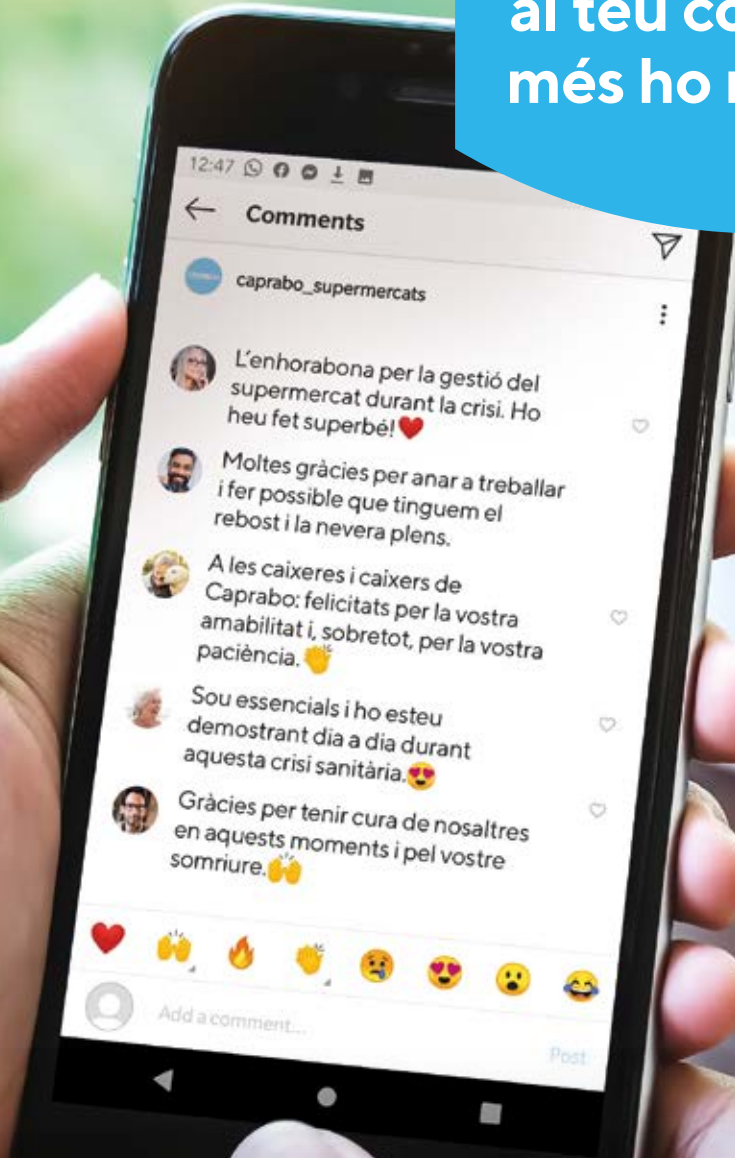 al teu
més ho
12:47
Comments
caprabo_supermercats
L'enhorabona per la gestió del
supermercat durant la crisi. Ho
heu fet superbé!❤️
Moltes gràcies per anar a treballar
i fer possible que tinguem el
rebost i la nevera plens.
A les caixeres i caixers de
Caprabo: felicitats per la vostra
amabilitat i, sobretot, per la vostra
paciència. 👏
Sou essencials i ho esteu
demostrant dia a dia durant
aquesta crisi sanitària.😍
Gràcies per tenir cura de nosaltres
en aquests moments i pel vostre
somriure.🙌
❤️ 🙌 🔥 👏 😢 😍 😮 😂
Add a comment...
Post